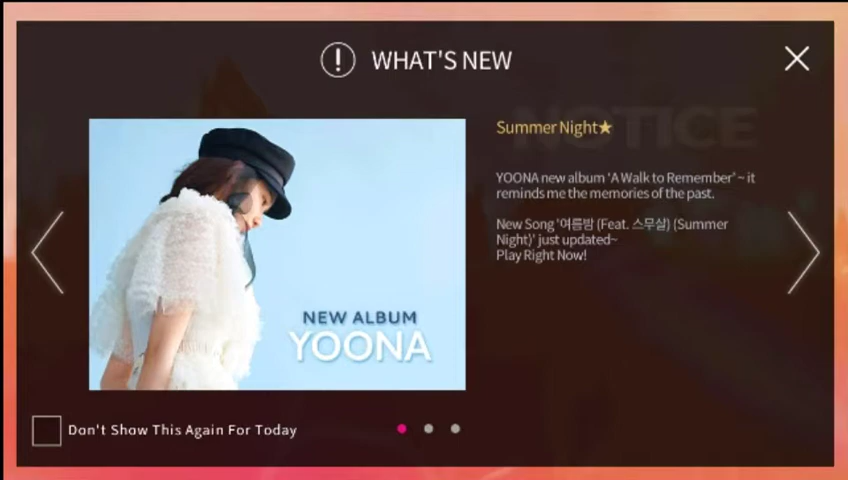 WHAT'S NEW
NOTICE
Summer Night★
YOONA new album 'A Walk to Remember' ~ it
reminds me the memories of the past.
New Song '여름밤 (Feat. 스무살) (Summer
Night)' just updated~
Play Right Now!
NEW ALBUM
YOONA
Don't Show This Again For Today